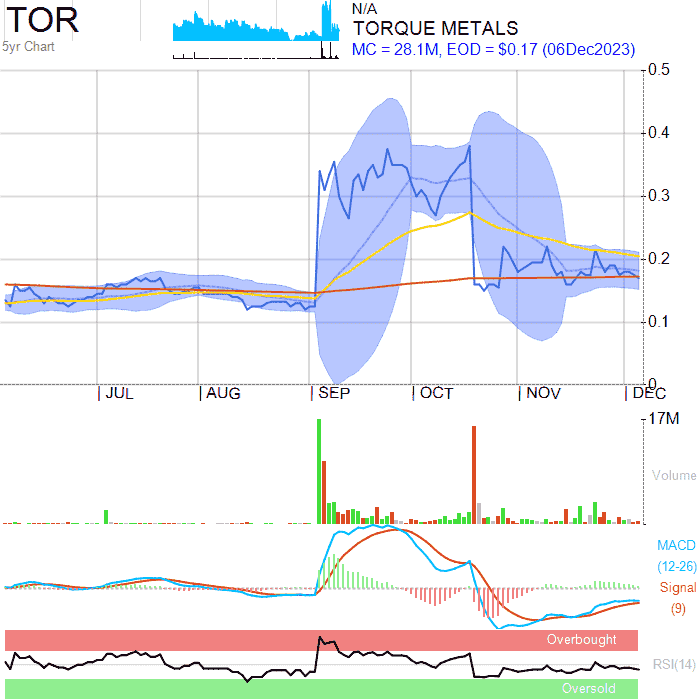 TOR
5yr Chart
N/A
TORQUE METALS
MC = 28.1M, EOD = $0.17 (06Dec2023)
0.5
0.4
0.3
0.2
0.1
0
JUL
AUG
SEP
OCT
NOV
DEC
17M
Volume
MACD
(12-26)
Signal
(9)
Overbought
RSI(14)
Oversold